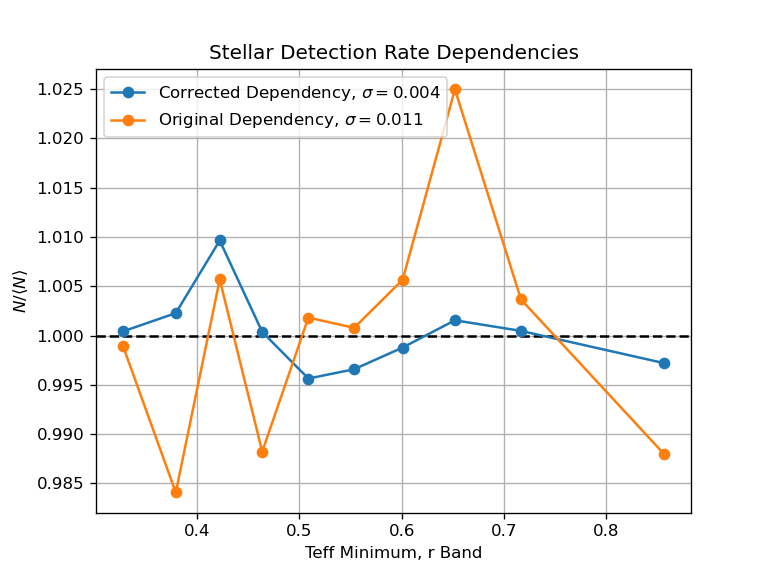 Stellar Detection Rate Dependencies
Corrected Dependency, σ = 0.004
Original Dependency, σ = 0.011
1.025
1.020
1.015
1.010
1.005
1.000
0.995
0.990
0.985
N/⟨N⟩
0.4 0.5 0.6 0.7 0.8
Teff Minimum, r Band